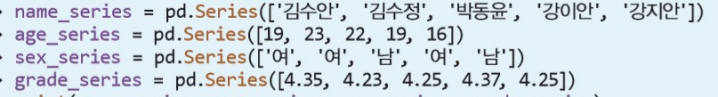 name_series = pd.Series(['김수안', '김수정', '박동윤', '강이안', '강지안'])
age_series = pd.Series([19, 23, 22, 19, 16])
sex_series = pd.Series(['여', '여', '남', '여', '남'])
grade_series = pd.Series([4.35, 4.23, 4.25, 4.37, 4.25])